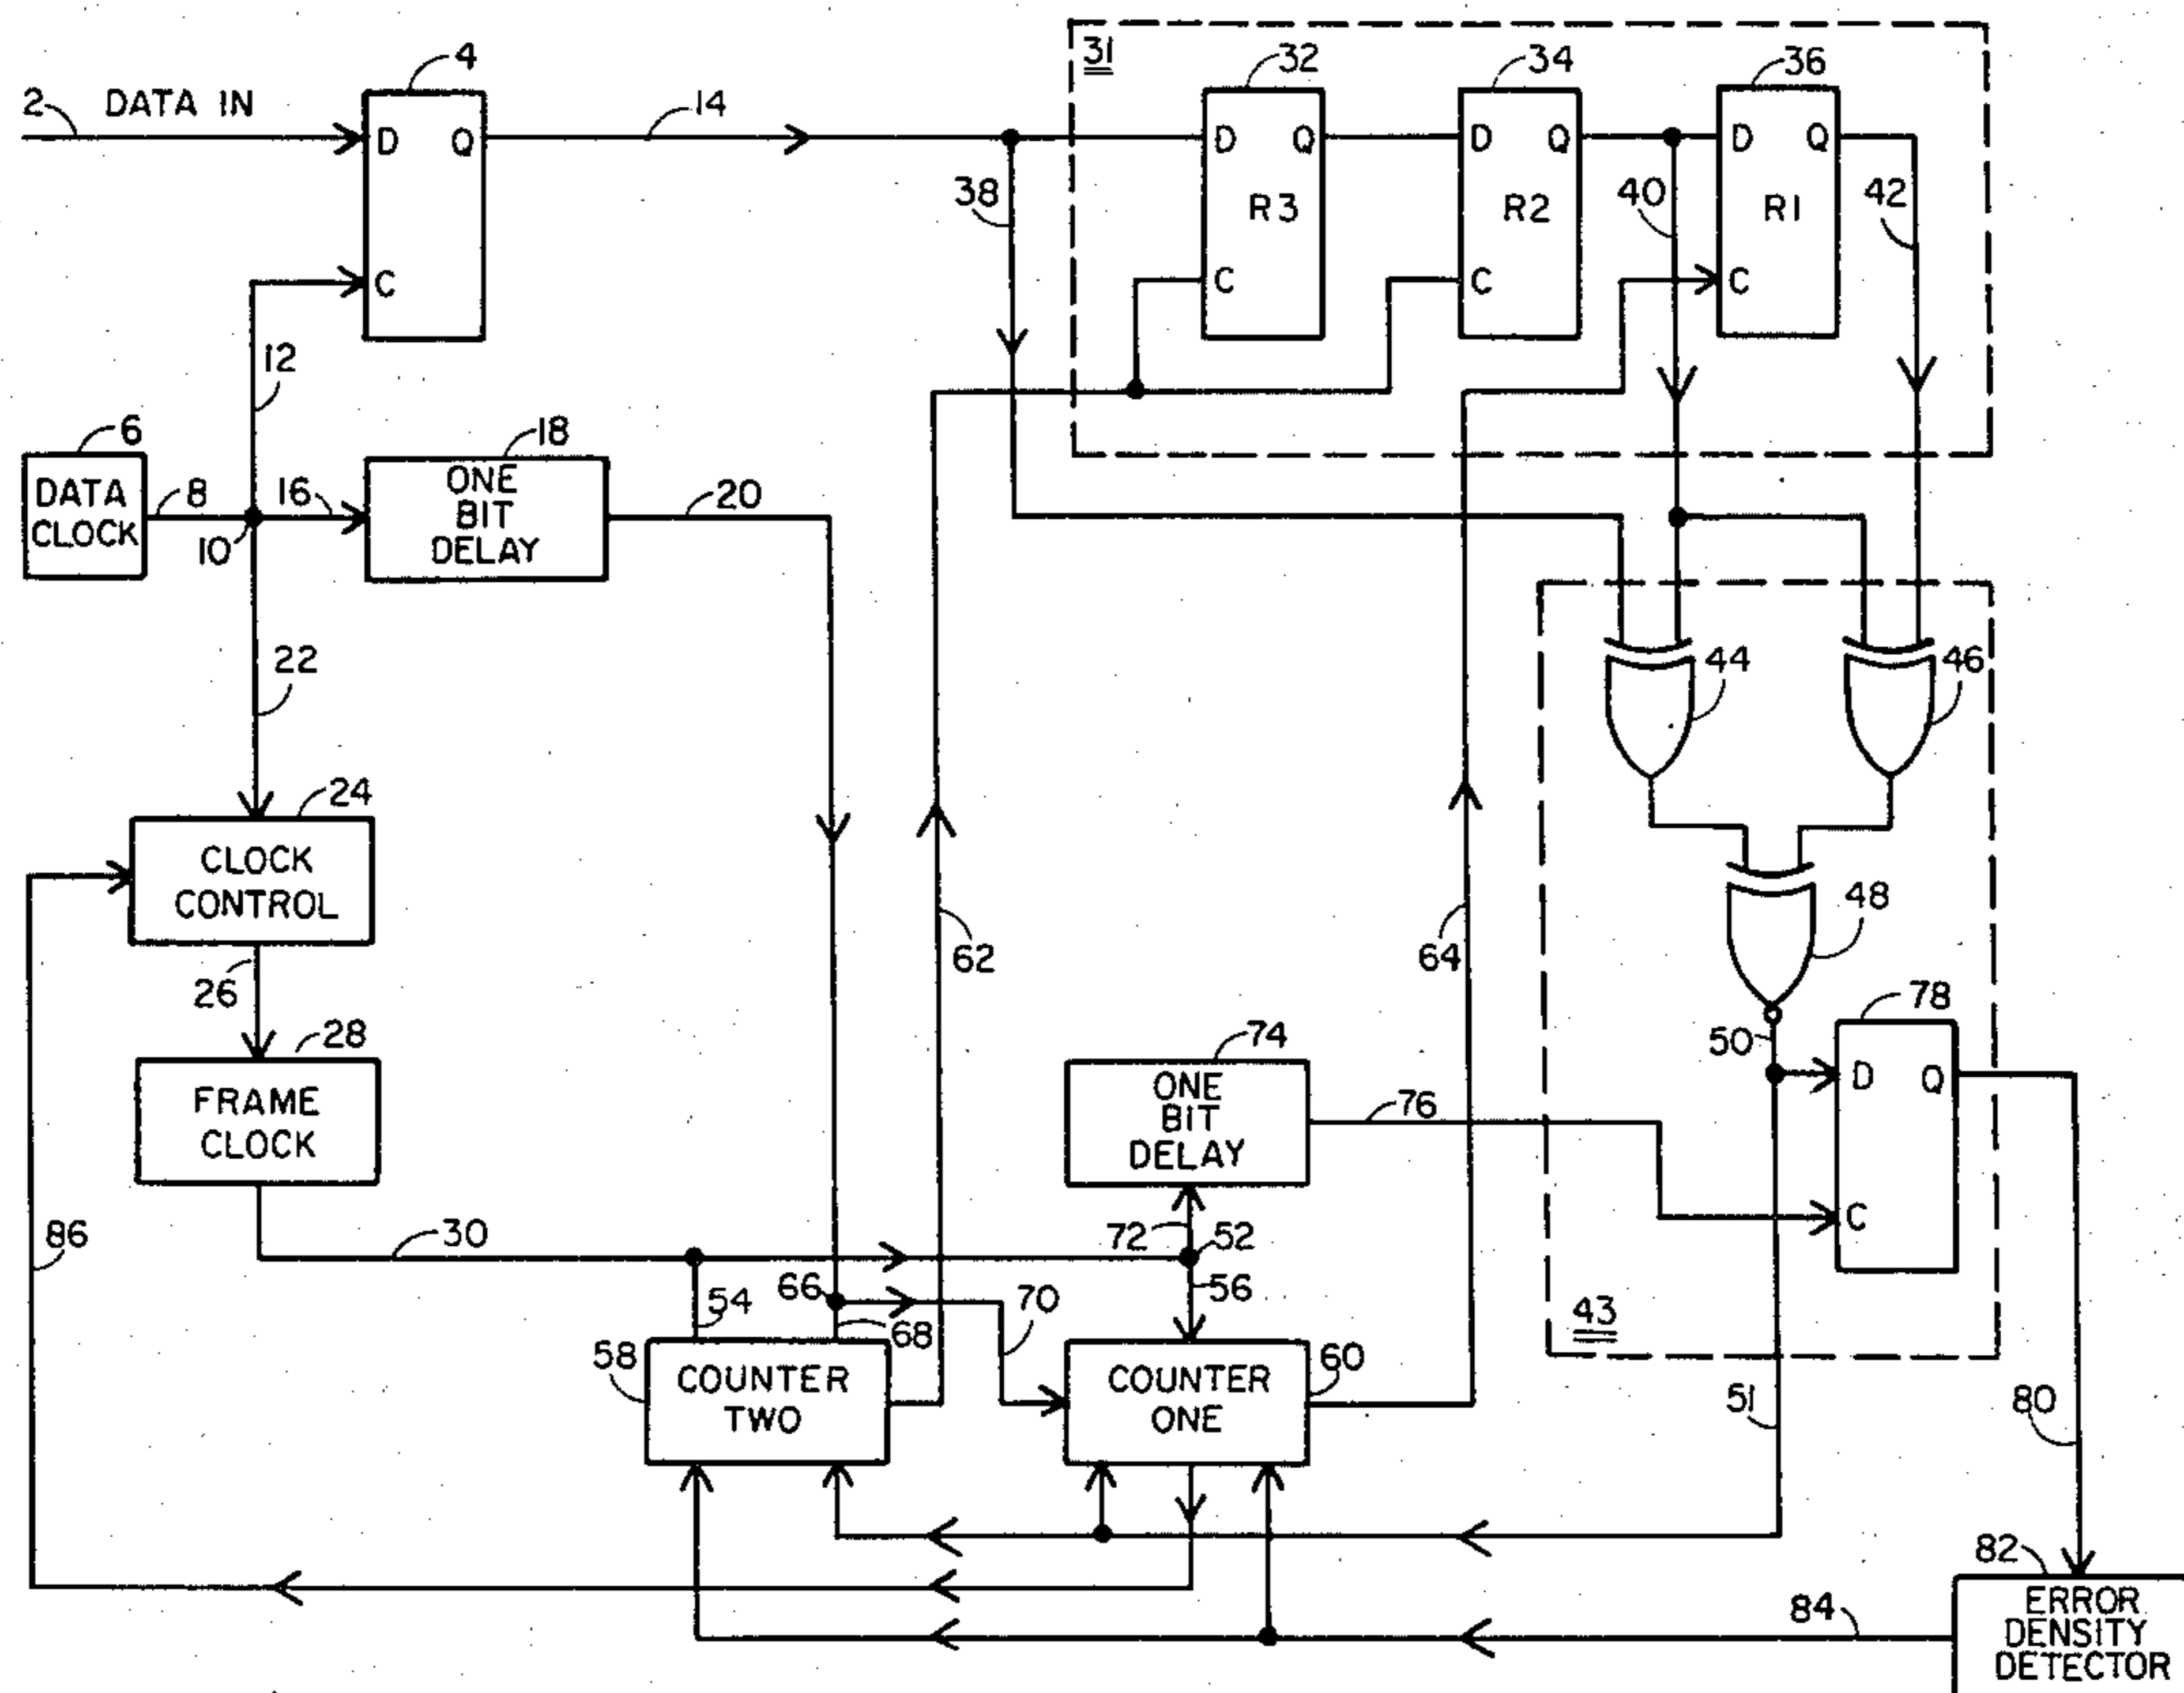 31
4
32
34
36
2 DATA IN
14
D Q
D Q
D Q
D Q
38
R3
R2
40
R1
42
C
C
C
C
12
6
18
DATA
CLOCK
8
10
16
ONE
BIT
DELAY
20
22
44
46
24
CLOCK
CONTROL
48
62
64
26
28
FRAME
CLOCK
74
ONE
BIT
DELAY
76
50
78
D Q
C
86
30
72
52
54
66
68
70
56
43
58
COUNTER
TWO
COUNTER
ONE
60
51
80
82
84
ERROR
DENSITY
DETECTOR